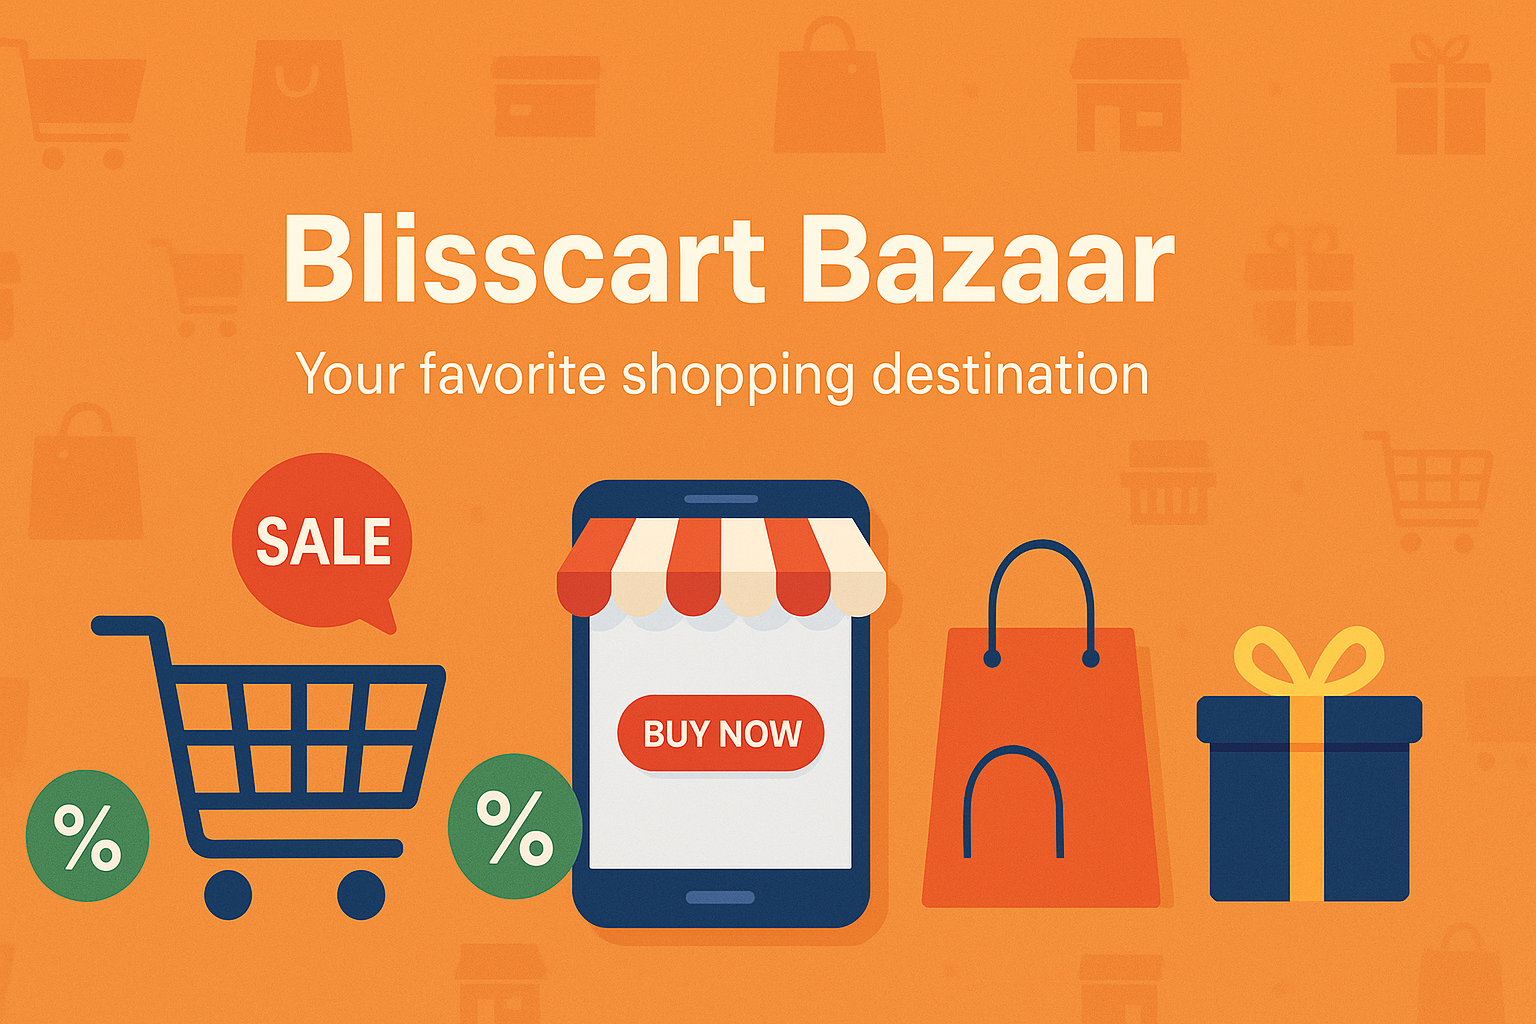 Blisscart Bazaar
Your favorite shopping destination
SALE
BUY NOW
%
%